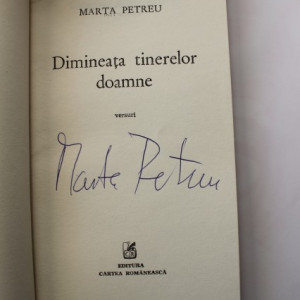 MARTA PETREU
Dimineața tinerelor
doamne
versuri
Marta Petreu
EDITURA
CARTEA ROMÂNEASCĂ